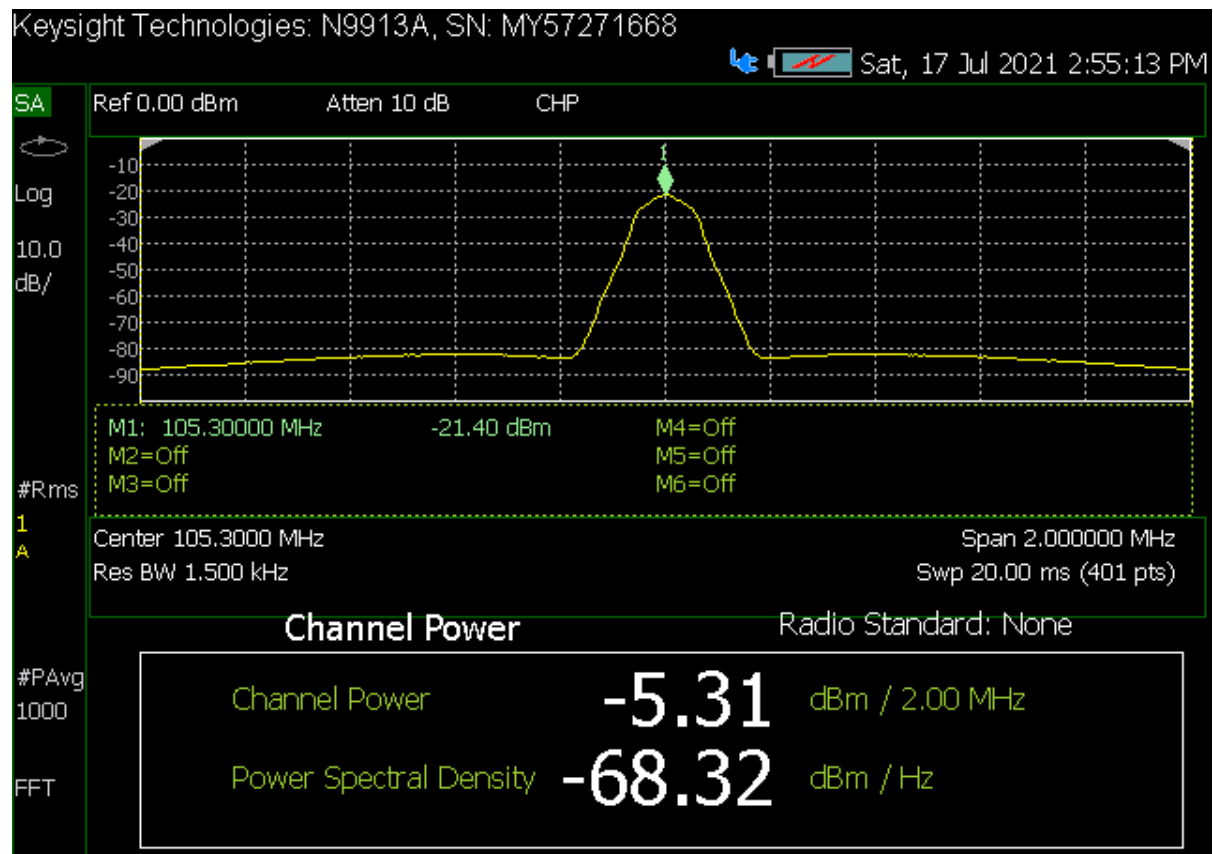 Keysight Technologies: N9913A, SN: MY57271668
Sat, 17 Jul 2021 2:55:13 PM
SA
Ref 0.00 dBm Atten 10 dB CHP
1
-10
-20
-30
-40
-50
-60
-70
-80
-90
Log
10.0
dB/
M1: 105.30000 MHz -21.40 dBm M4=Off
M2=Off M5=Off
M3=Off M6=Off
#Rms
1
A
Center 105.3000 MHz Span 2.000000 MHz
Res BW 1.500 kHz Swp 20.00 ms (401 pts)
Channel Power Radio Standard: None
#PAvg
1000
FFT
Channel Power -5.31 dBm / 2.00 MHz
Power Spectral Density -68.32 dBm / Hz